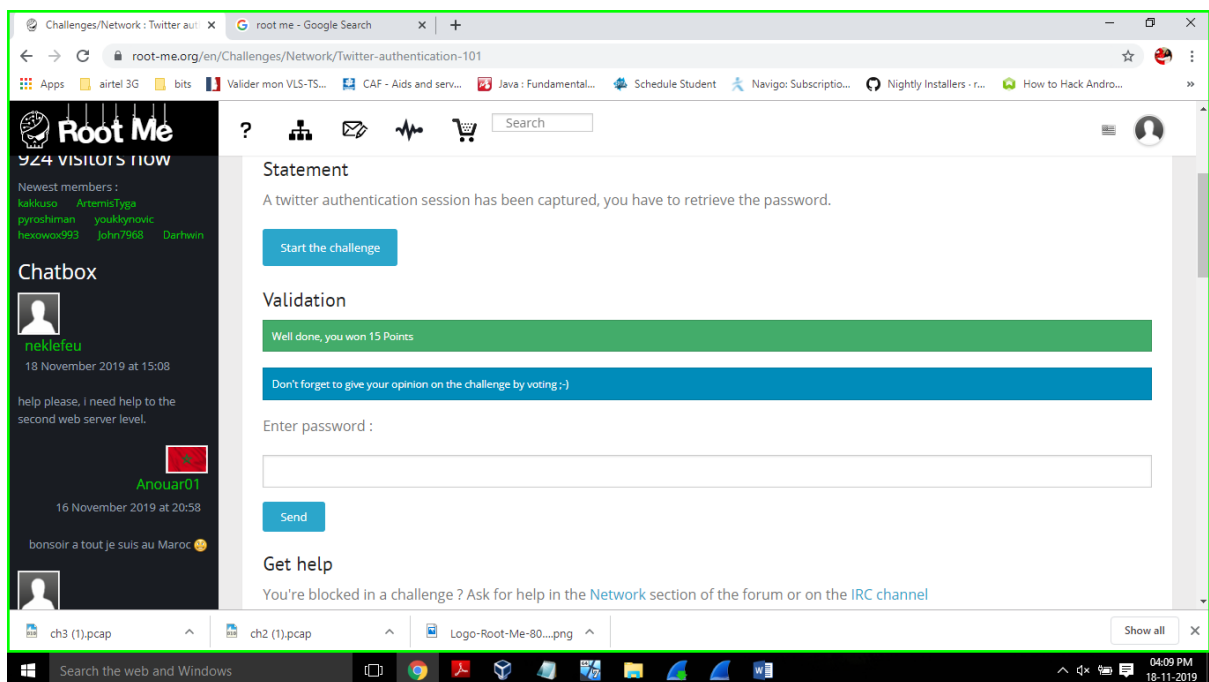 Challenges/Network : Twitter aut
root me - Google Search
root-me.org/en/Challenges/Network/Twitter-authentication-101
Apps airtel 3G bits Valider mon VLS-TS... CAF - Aids and serv... Java : Fundamental... Schedule Student Navigo: Subscriptio... Nightly Installers · r... How to Hack Andro... »
Root Me
?
Search
924 visitors now
Newest members :
kakkuso ArtemisTyga
pyroshiman youkkynovic
hexowox993 John7968 Darhwin
Chatbox
neklefeu
18 November 2019 at 15:08
help please, i need help to the
second web server level.
Anouar01
16 November 2019 at 20:58
bonsoir a tout je suis au Maroc
Statement
A twitter authentication session has been captured, you have to retrieve the password.
Start the challenge
Validation
Well done, you won 15 Points
Don't forget to give your opinion on the challenge by voting ;-)
Enter password :
Send
Get help
You're blocked in a challenge ? Ask for help in the Network section of the forum or on the IRC channel
ch3 (1).pcap
ch2 (1).pcap
Logo-Root-Me-80....png
Show all
Search the web and Windows
04:09 PM
18-11-2019